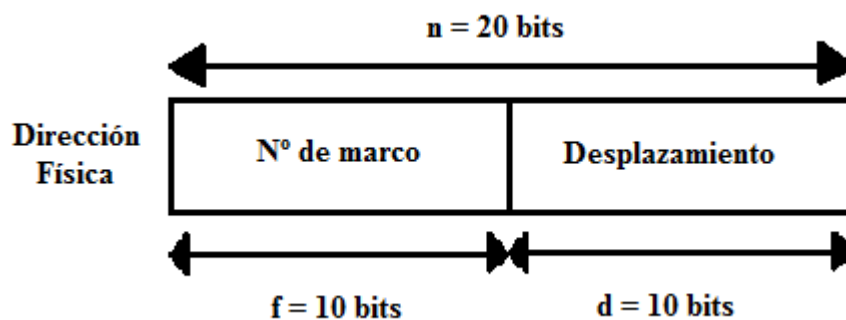 n = 20 bits
Dirección
Física
Nº de marco
Desplazamiento
f = 10 bits
d = 10 bits